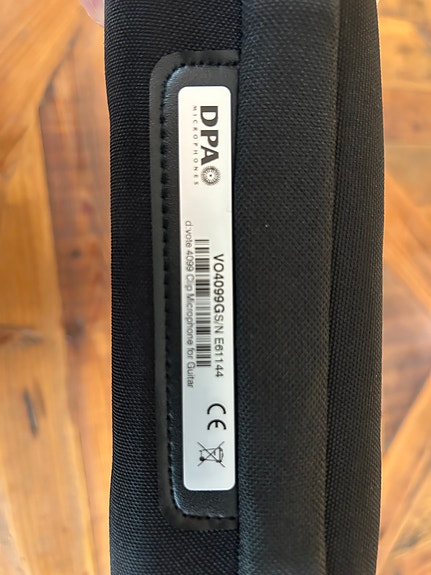 DPA
MICROPHONES
VO4099G S/N E61144
d:vote 4099 Clip Microphone for Guitar
CE